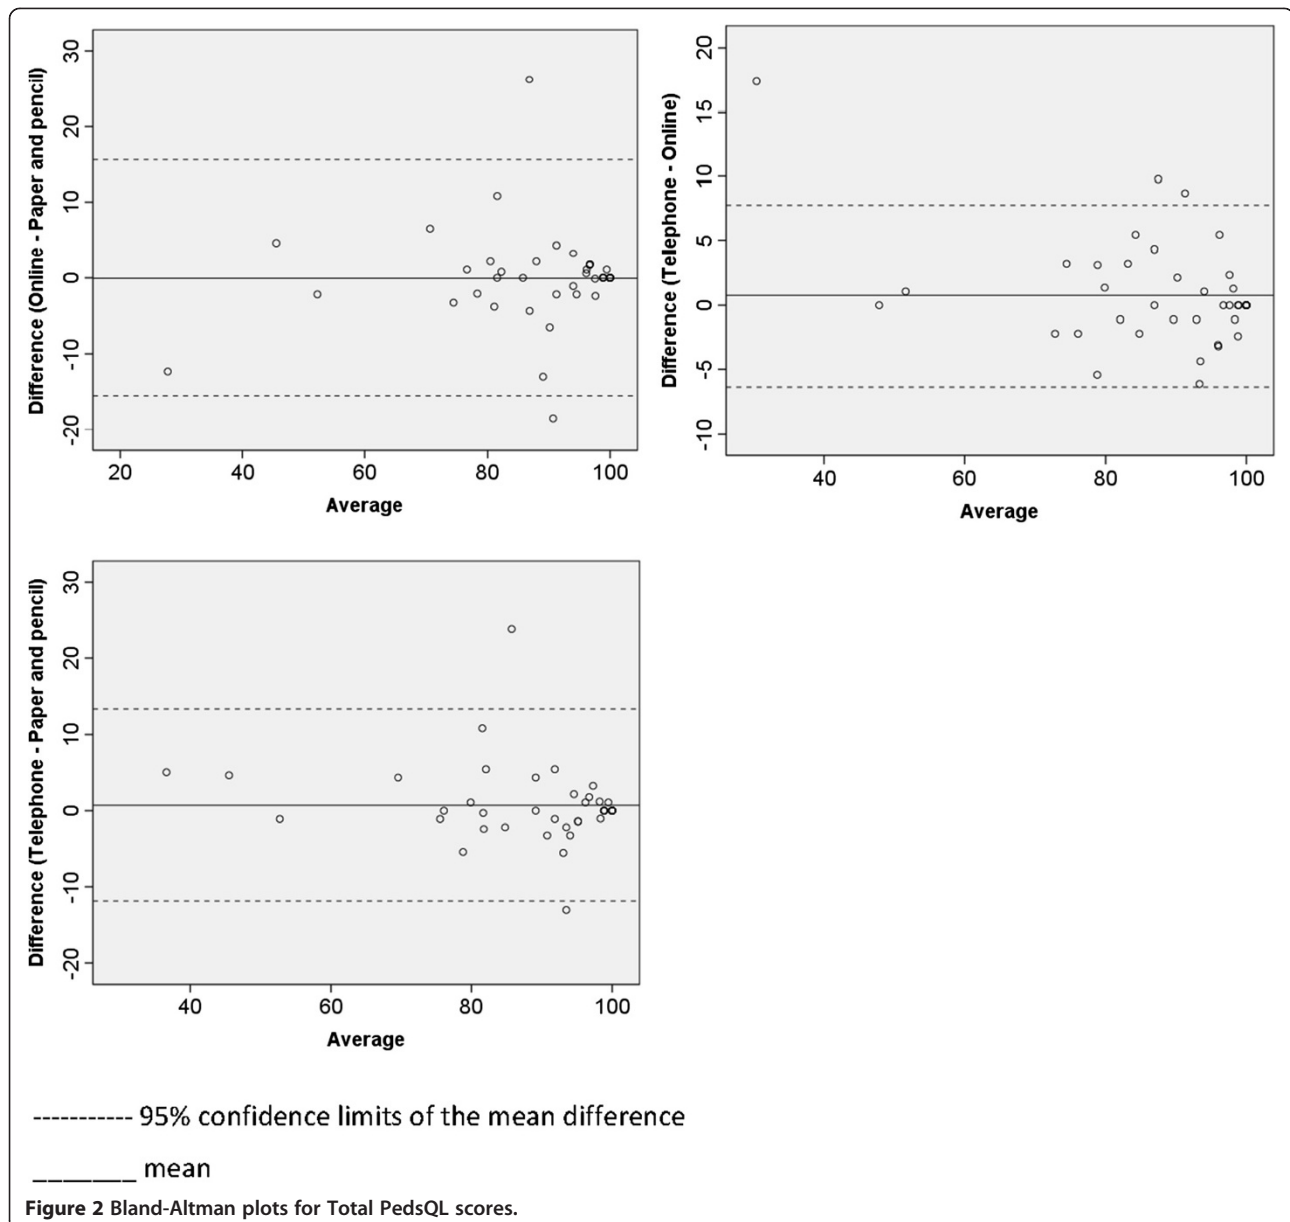 Difference (Online - Paper and pencil)
30
20
10
0
-10
-20
20 40 60 80 100
Average
Difference (Telephone - Online)
20
15
10
5
0
-5
-10
40 60 80 100
Average
Difference (Telephone - Paper and pencil)
30
20
10
0
-10
-20
40 60 80 100
Average
----------- 95% confidence limits of the mean difference
_______ mean
Figure 2 Bland-Altman plots for Total PedsQL scores.